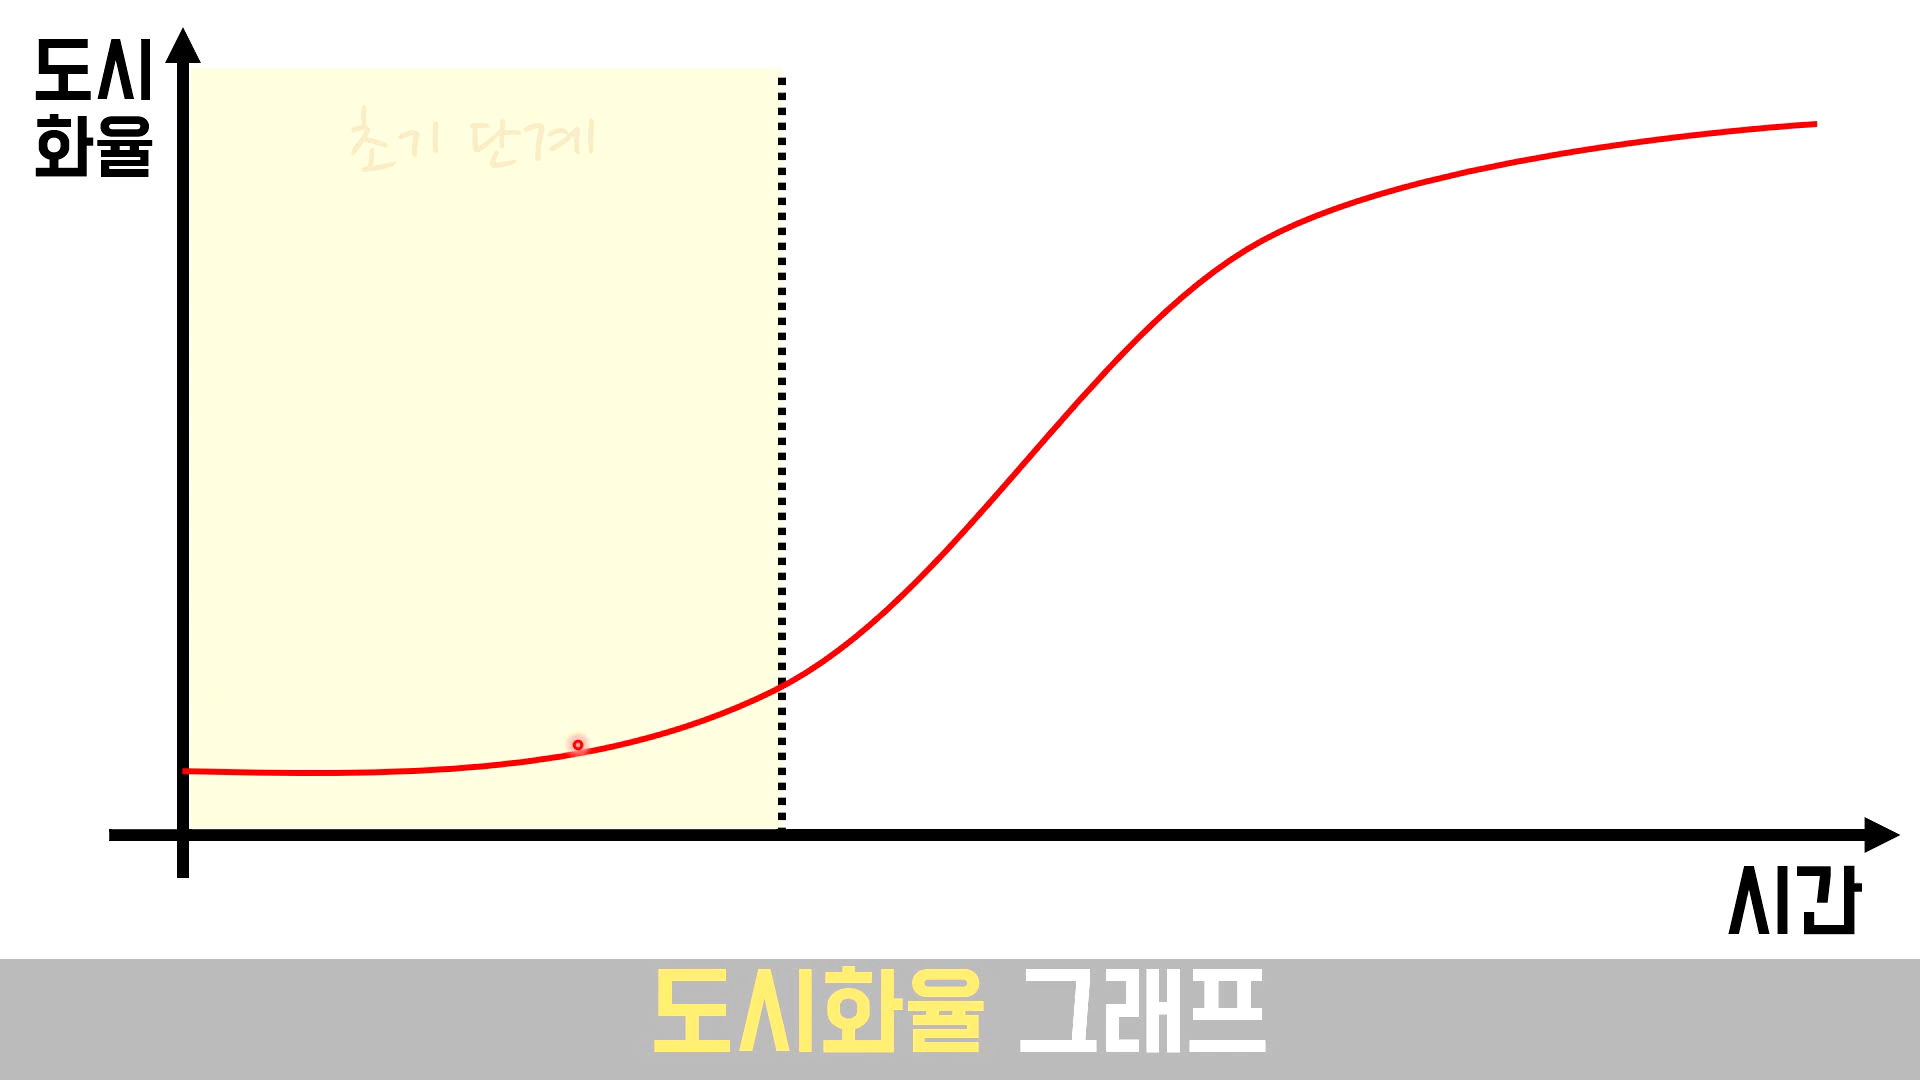 도시
화율
초기 단계
시간
도시화율 그래프